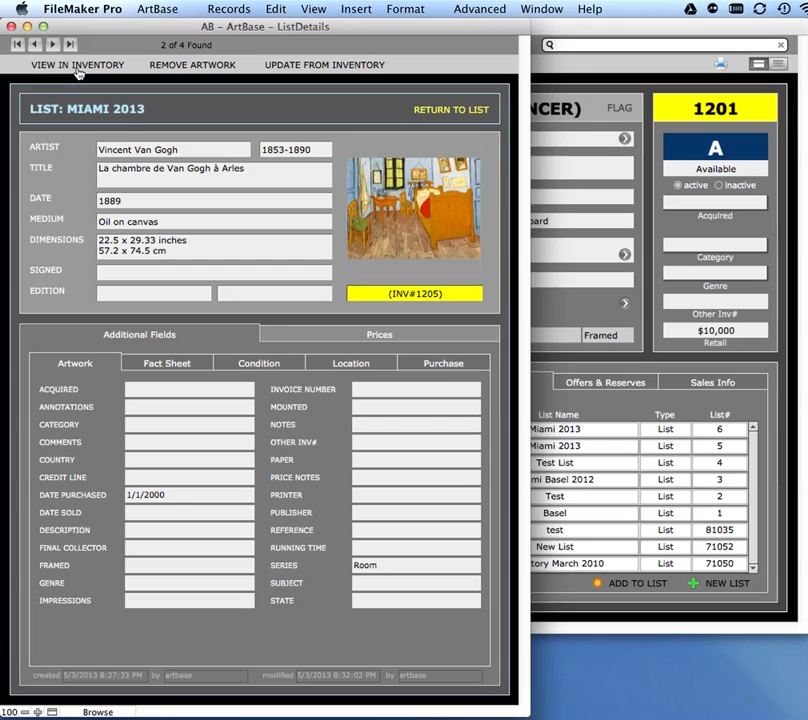 FileMaker Pro ArtBase Records Edit View Insert Format Advanced Window Help
AB – ArtBase – ListDetails
2 of 4 Found
VIEW IN INVENTORY REMOVE ARTWORK UPDATE FROM INVENTORY
LIST: MIAMI 2013 RETURN TO LIST
ARTIST Vincent Van Gogh 1853-1890
TITLE La chambre de Van Gogh à Arles
DATE 1889
MEDIUM Oil on canvas
DIMENSIONS 22.5 x 29.33 inches
57.2 x 74.5 cm
SIGNED
EDITION (INV#1205)
Additional Fields Prices
Artwork Fact Sheet Condition Location Purchase
ACQUIRED INVOICE NUMBER
ANNOTATIONS MOUNTED
CATEGORY NOTES
COMMENTS OTHER INV#
COUNTRY PAPER
CREDIT LINE PRICE NOTES
DATE PURCHASED 1/1/2000 PRINTER
DATE SOLD PUBLISHER
DESCRIPTION REFERENCE
FINAL COLLECTOR RUNNING TIME
FRAMED SERIES Room
GENRE SUBJECT
IMPRESSIONS STATE
created 5/3/2013 8:27:33 PM by artbase modified 5/3/2013 8:32:02 PM by artbase
100 Browse
NCER) FLAG 1201
A
Available
active inactive
Acquired
ard
Category
Genre
Other Inv#
Framed $10,000
Retail
Offers & Reserves Sales Info
List Name Type List#
Miami 2013 List 6
Miami 2013 List 5
Test List List 4
mi Basel 2012 List 3
Test List 2
Basel List 1
test List 81035
New List List 71052
tory March 2010 List 71050
ADD TO LIST NEW LIST